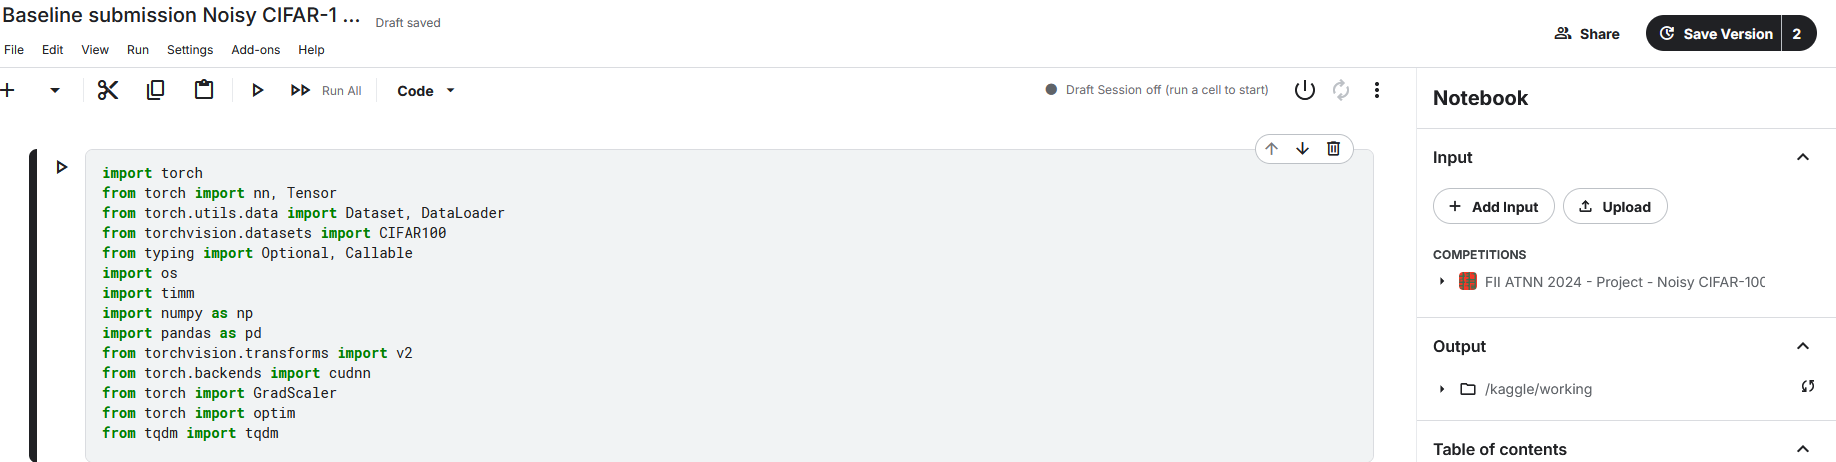 Baseline submission Noisy CIFAR-1 ... Draft saved
File Edit View Run Settings Add-ons Help
Share
Save Version 2
Run All Code
Draft Session off (run a cell to start)
import torch
from torch import nn, Tensor
from torch.utils.data import Dataset, DataLoader
from torchvision.datasets import CIFAR100
from typing import Optional, Callable
import os
import timm
import numpy as np
import pandas as pd
from torchvision.transforms import v2
from torch.backends import cudnn
from torch import GradScaler
from torch import optim
from tqdm import tqdm
Notebook
Input
+ Add Input Upload
COMPETITIONS
FII ATNN 2024 - Project - Noisy CIFAR-100
Output
/kaggle/working
Table of contents